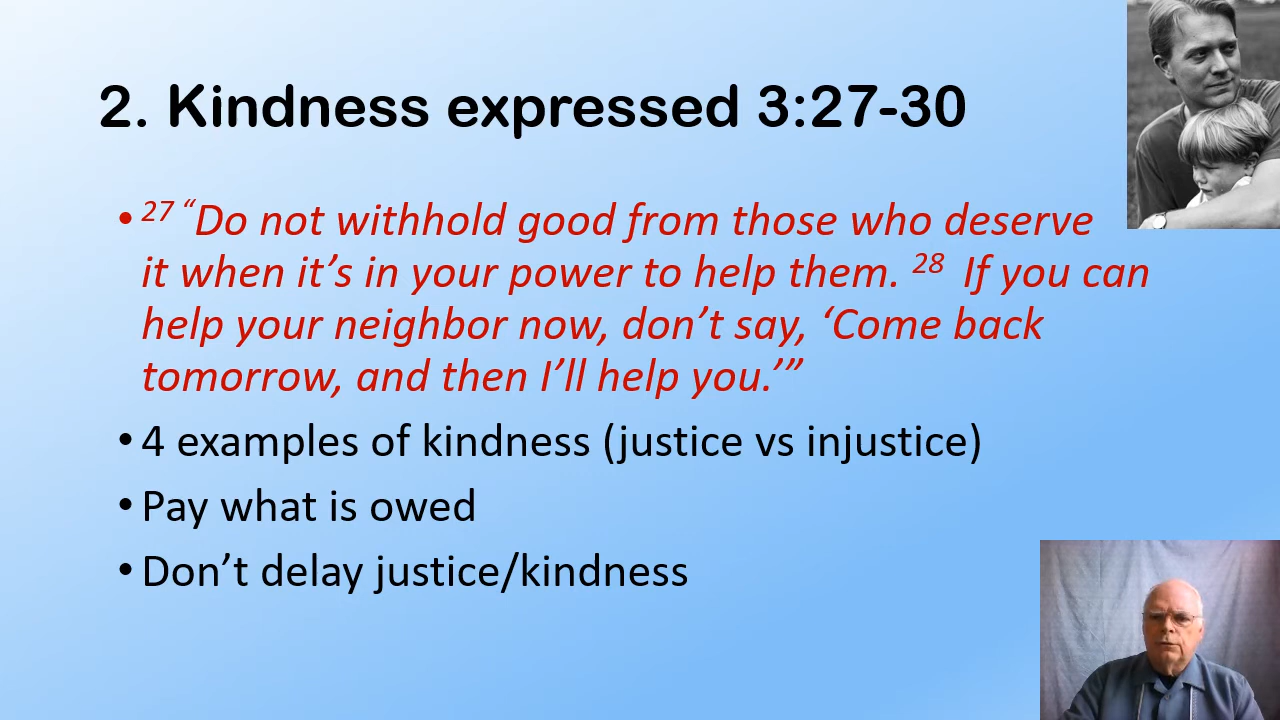 2. Kindness expressed 3:27-30
• 27 “Do not withhold good from those who deserve
it when it’s in your power to help them. 28 If you can
help your neighbor now, don’t say, ‘Come back
tomorrow, and then I’ll help you.’”
• 4 examples of kindness (justice vs injustice)
• Pay what is owed
• Don’t delay justice/kindness